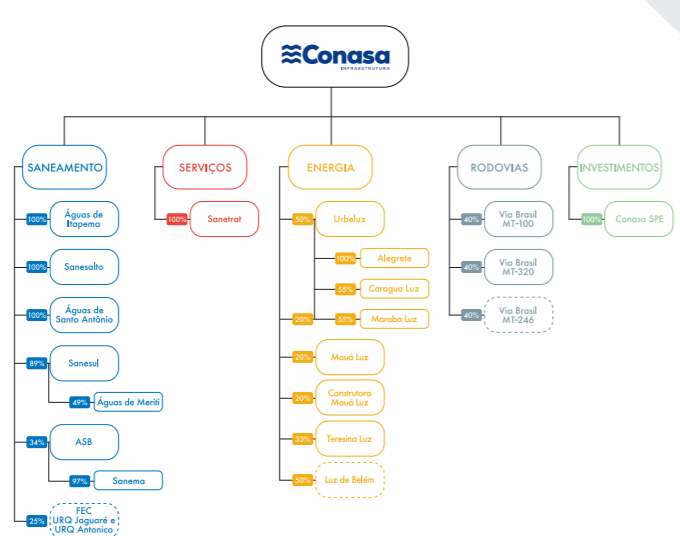 Conasa
INFRAESTRUTURA
SANEAMENTO
SERVIÇOS
ENERGIA
RODOVIAS
INVESTIMENTOS
100%
Águas de
Itapema
100%
Sanesalto
100%
Águas de
Santo Antônio
89%
Sanesul
49%
Águas de Meriti
34%
ASB
97%
Sanema
25%
FEC
URQ Jaguaré e
URQ Antonico
100%
Sanetrat
50%
Urbeluz
100%
Alegrete
55%
Caragua Luz
20%
55%
Maraba Luz
20%
Mauá Luz
20%
Construtora
Mauá Luz
33%
Teresina Luz
50%
Luz de Belém
40%
Via Brasil
MT-100
40%
Via Brasil
MT-320
40%
Via Brasil
MT-246
100%
Conasa SPE